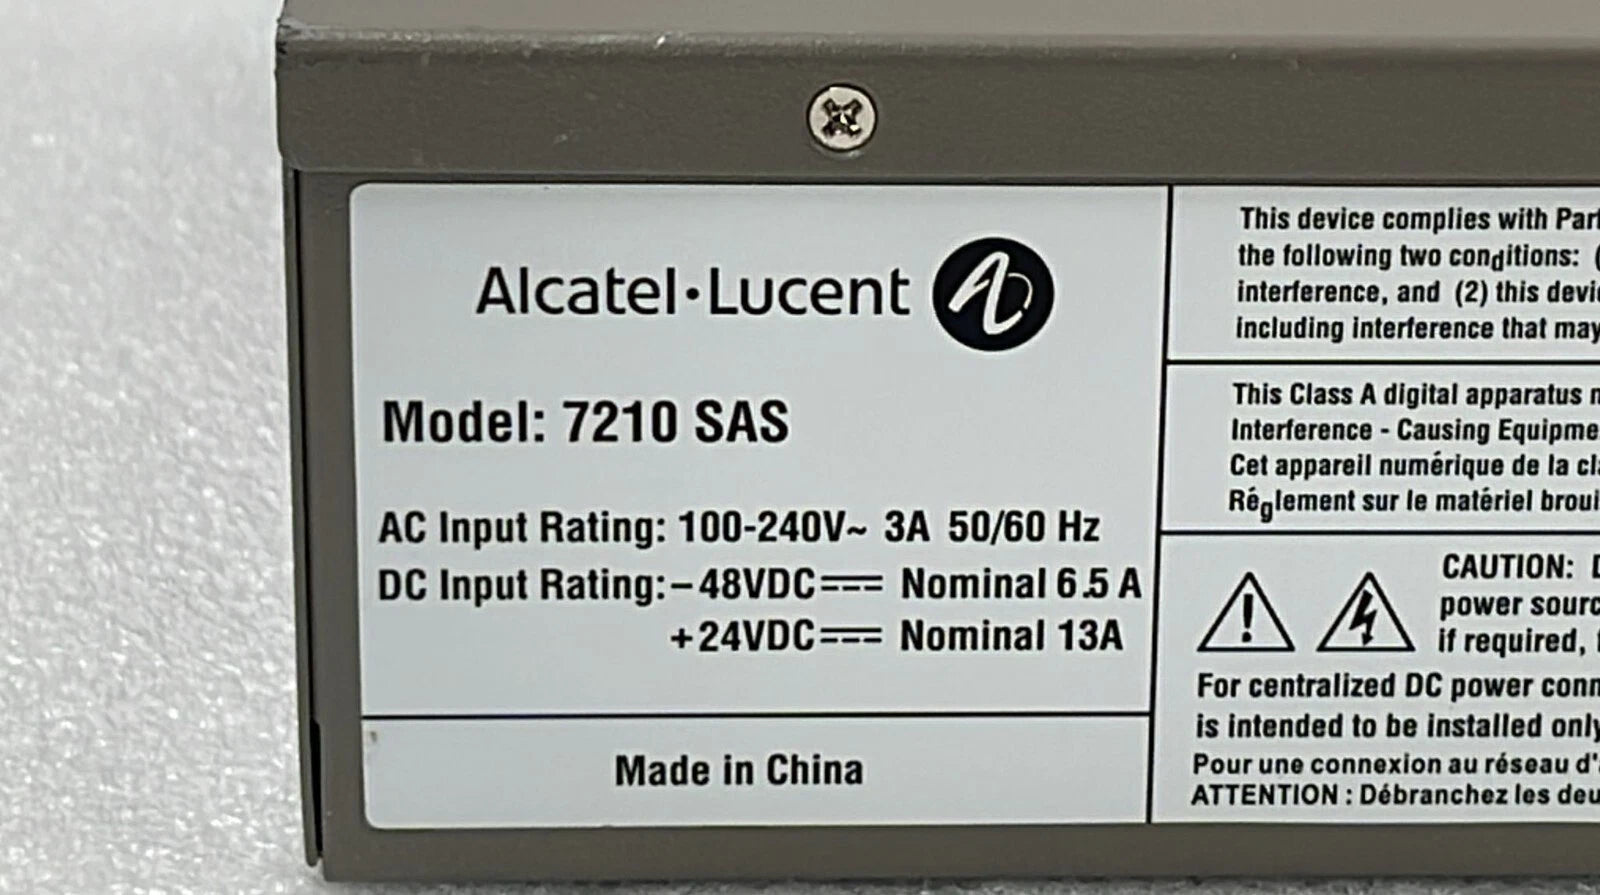 Alcatel·Lucent
Model: 7210 SAS
AC Input Rating: 100-240V~ 3A 50/60 Hz
DC Input Rating: -48VDC⎓ Nominal 6.5 A
+24VDC⎓ Nominal 13A
Made in China
This device complies with Part
the following two conditions: (
interference, and (2) this
including interference that may
This Class A digital apparatus
Interference - Causing
Cet appareil numérique de la
Réglement sur le matériel
CAUTION:
power
if required,
For centralized DC power
is intended to be installed only
Pour une connexion au réseau
ATTENTION : Débranchez les